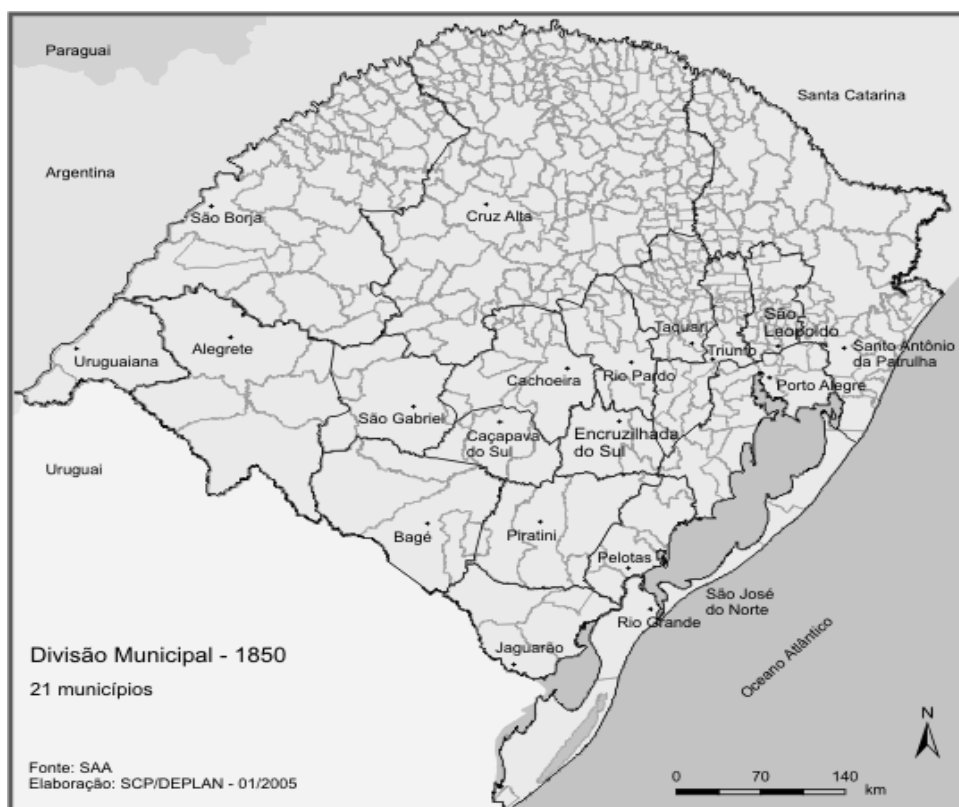 Paraguai
Santa Catarina
Argentina
São Borja
Cruz Alta
Uruguaiana
Alegrete
Taquari
São
Leopoldo
Triunfo
Santo Antônio
da Patrulha
Cachoeira
Rio Pardo
Porto Alegre
São Gabriel
Caçapava
do Sul
Encruzilhada
do Sul
Uruguai
Bagé
Piratini
Pelotas
São José
do Norte
Rio Grande
Jaguarão
Oceano Atlântico
Divisão Municipal - 1850
21 municípios
N
Fonte: SAA
Elaboração: SCP/DEPLAN - 01/2005
0 70 140
km